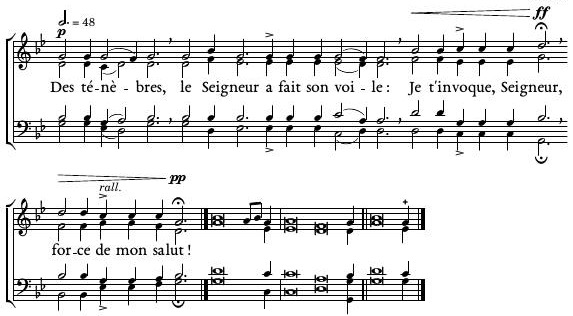 𝅗𝅥. = 48
p
ff
Des té-nè - bres, le Seigneur a fait son voi - le: Je t'invoque, Seigneur,
rall.
pp
for-ce de mon salut !